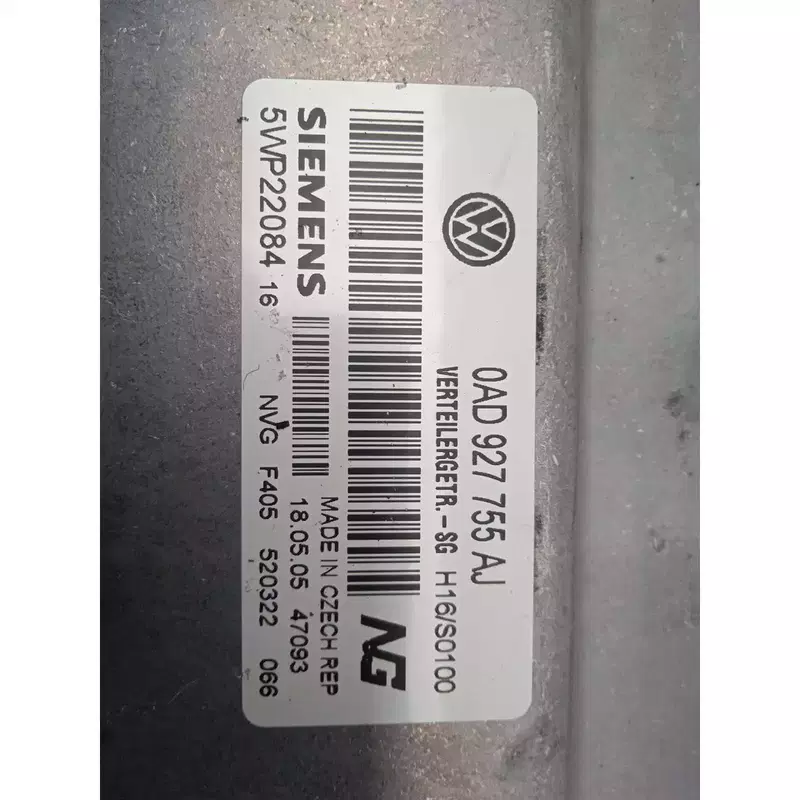 0AD 927 755 AJ
VERTEILERGETR.-SG H16/S0100
NG
SIEMENS
MADE IN CZECH REP
18.05.05 47093
5WP22084 16 NVG F405 520322 066